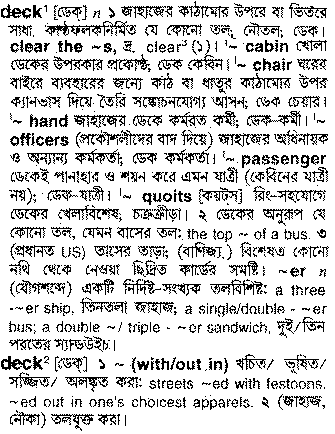 deck¹ [ডেক] n ১ জাহাজের কাঠামোর উপরে বা ভিতরে
সাধা. কাষ্ঠফলকনির্মিত যে কোনো তল, নৌতল; ডেক।
clear the ~s, দ্র. clear³ (১)। '~ cabin খোলা
ডেকের উপরকার প্রকোষ্ঠ; ডেক কেবিন। '~ chair ঘরের
বাইরে ব্যবহারের জন্যে কাঠ বা ধাতুর কাঠামোর উপর
ক্যানভাস দিয়ে তৈরি সঙ্কোচনযোগ্য আসন; ডেক চেয়ার।
'~ hand জাহাজের ডেকে কর্মরত কর্মী; ডেক-কর্মী। '~
officers (প্রকৌশলীদের বাদ দিয়ে) জাহাজের অধিনায়ক
ও অন্যান্য কর্মকর্তা; ডেক কর্মকর্তা। '~ passenger
ডেকেই পানাহার ও শয়ন করে এমন যাত্রী (কেবিনের যাত্রী
নয়); ডেক-যাত্রী। '~ quoits [কয়টস্] রিং-সহযোগে
ডেকের খেলাবিশেষ; চক্রক্রীড়া। ২ ডেকের অনুরূপ যে
কোনো তল, যেমন বাসের তল: the top ~ of a bus. ৩
(প্রধানত US) তাসের তাড়া; (বাণিজ্য.) বিশেষত কোনো
নথি থেকে নেওয়া ছিদ্রিত কার্ডের সমষ্টি। ~er n
(যৌগশব্দে) একটি নির্দিষ্ট-সংখ্যক তলবিশিষ্ট: a three
-~er ship, তিনতলা জাহাজ; a single/double - ~er
bus; a double ~/ triple - ~er sandwich, দুই/তিন
পরতের স্যান্ডউইচ।
deck² [ডেক] ১ ~ (with/out in) খচিত/ ভূষিত/
সজ্জিত/ অলঙ্কৃত করা: streets ~ed with festoons.
~ed out in one's choicest apparels. ২ (জাহাজ,
নৌকা) তলযুক্ত করা।